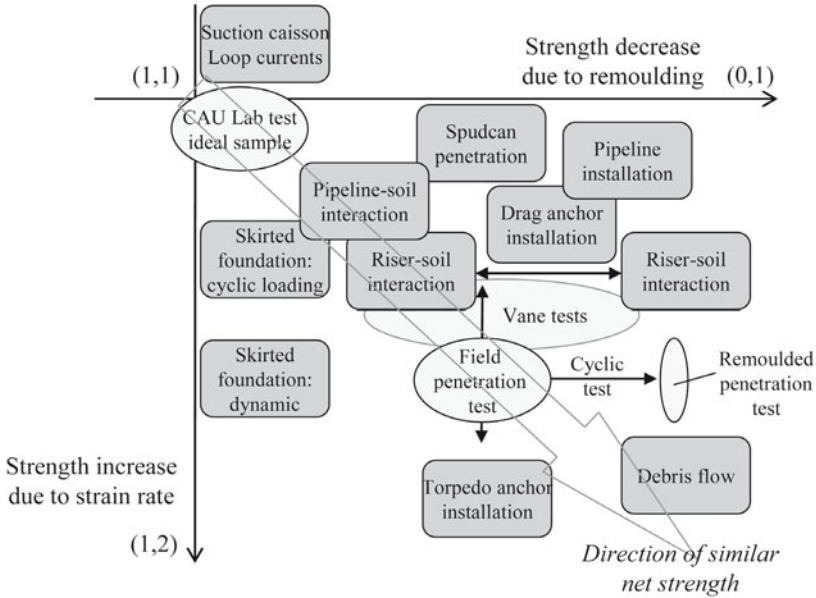 Suction caisson
Loop currents
Strength decrease
due to remoulding
(1,1)
(0,1)
CAU Lab test
ideal sample
Spudcan
penetration
Pipeline
installation
Pipeline-soil
interaction
Drag anchor
installation
Skirted
foundation:
cyclic loading
Riser-soil
interaction
Riser-soil
interaction
Vane tests
Skirted
foundation:
dynamic
Field
penetration
test
Cyclic
test
Remoulded
penetration
test
Strength increase
due to strain rate
(1,2)
Torpedo anchor
installation
Debris flow
Direction of similar
net strength